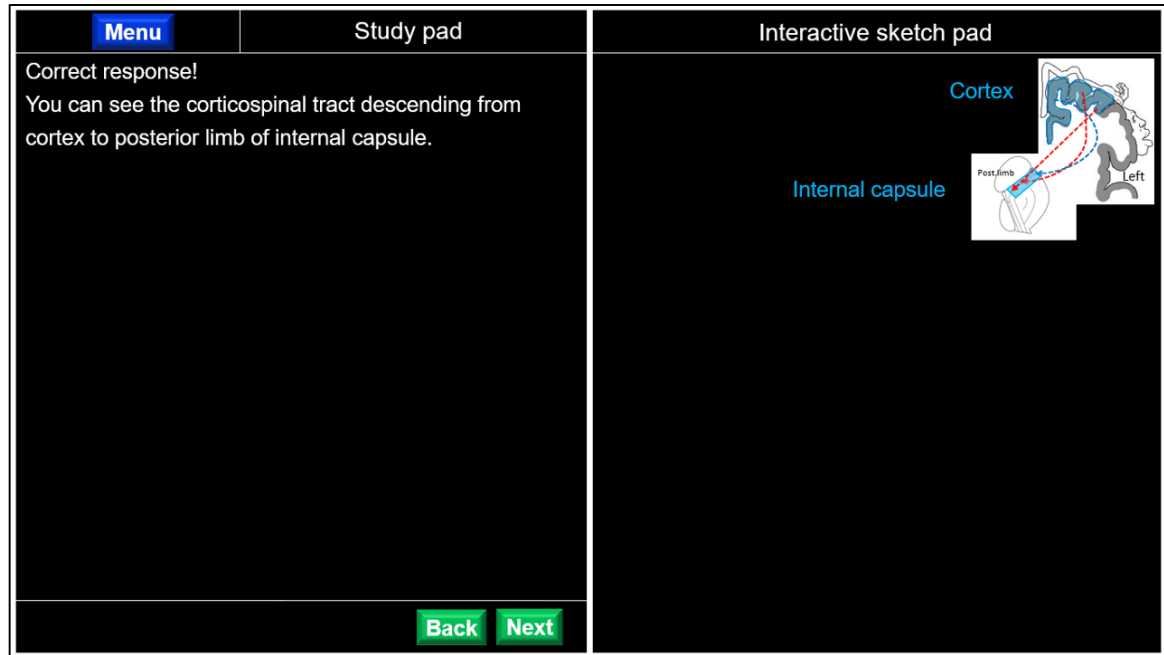 Menu
Study pad
Interactive sketch pad
Correct response!
You can see the corticospinal tract descending from
cortex to posterior limb of internal capsule.
Cortex
Left
Post.limb
Internal capsule
Back
Next